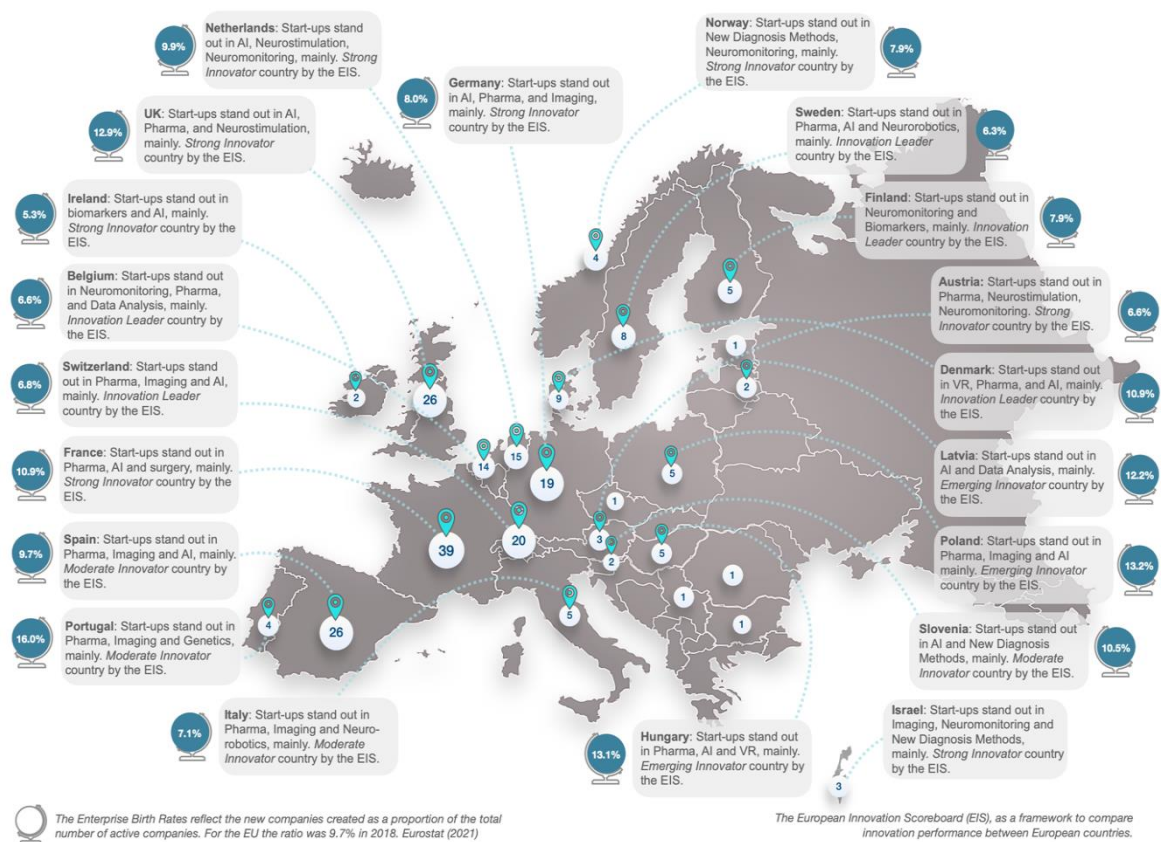 9.9%
Netherlands: Start-ups stand
out in AI, Neurostimulation,
Neuromonitoring, mainly. Strong
Innovator country by the EIS.
Norway: Start-ups stand out in
New Diagnosis Methods,
Neuromonitoring, mainly.
Strong Innovator country by
the EIS.
7.9%
8.0%
Germany: Start-ups stand out
in AI, Pharma, and Imaging,
mainly. Strong Innovator
country by the EIS.
12.9%
UK: Start-ups stand out in AI,
Pharma, and Neurostimulation,
mainly. Strong Innovator
country by the EIS.
Sweden: Start-ups stand out in
Pharma, AI and Neurorobotics,
mainly. Innovation Leader
country by the EIS.
6.3%
5.3%
Ireland: Start-ups stand out in
biomarkers and AI, mainly.
Strong Innovator country by the
EIS.
Finland: Start-ups stand out in
Neuromonitoring and
Biomarkers, mainly. Innovation
Leader country by the EIS.
7.9%
6.6%
Belgium: Start-ups stand out
in Neuromonitoring, Pharma,
and Data Analysis, mainly.
Innovation Leader country by
the EIS.
Austria: Start-ups stand out in
Pharma, Neurostimulation,
Neuromonitoring. Strong
Innovator country by the EIS.
6.6%
6.8%
Switzerland: Start-ups stand
out in Pharma, Imaging and AI,
mainly. Innovation Leader
country by the EIS.
Denmark: Start-ups stand out
in VR, Pharma, and AI, mainly.
Innovation Leader country by
the EIS.
10.9%
10.9%
France: Start-ups stand out in
Pharma, AI and surgery, mainly.
Strong Innovator country by the
EIS.
Latvia: Start-ups stand out in
AI and Data Analysis, mainly.
Emerging Innovator country by
the EIS.
12.2%
9.7%
Spain: Start-ups stand out in
Pharma, Imaging and AI, mainly.
Moderate Innovator country by
the EIS.
Poland: Start-ups stand out in
Pharma, Imaging and AI
mainly. Emerging Innovator
country by the EIS.
13.2%
16.0%
Portugal: Start-ups stand out in
Pharma, Imaging and Genetics,
mainly. Moderate Innovator
country by the EIS.
Slovenia: Start-ups stand out
in AI and New Diagnosis
Methods, mainly. Moderate
Innovator country by the EIS.
10.5%
7.1%
Italy: Start-ups stand out in
Pharma, Imaging and Neuro-
robotics, mainly. Moderate
Innovator country by the EIS.
13.1%
Hungary: Start-ups stand out
in Pharma, AI and VR, mainly.
Emerging Innovator country by
the EIS.
Israel: Start-ups stand out in
Imaging, Neuromonitoring and
New Diagnosis Methods,
mainly. Strong Innovator country
by the EIS.
4
5
8
1
2
2
26
9
14
15
19
5
1
39
20
3
2
5
1
1
1
4
26
5
3
The Enterprise Birth Rates reflect the new companies created as a proportion of the total
number of active companies. For the EU the ratio was 9.7% in 2018. Eurostat (2021)
The European Innovation Scoreboard (EIS), as a framework to compare
innovation performance between European countries.